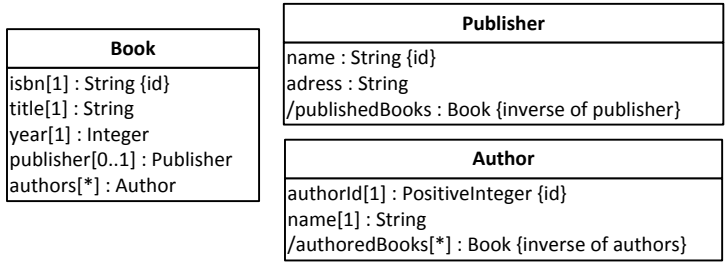 Book
isbn[1] : String {id}
title[1] : String
year[1] : Integer
publisher[0..1] : Publisher
authors[*] : Author
Publisher
name : String {id}
adress : String
/publishedBooks : Book {inverse of publisher}
Author
authorId[1] : PositiveInteger {id}
name[1] : String
/authoredBooks[*] : Book {inverse of authors}